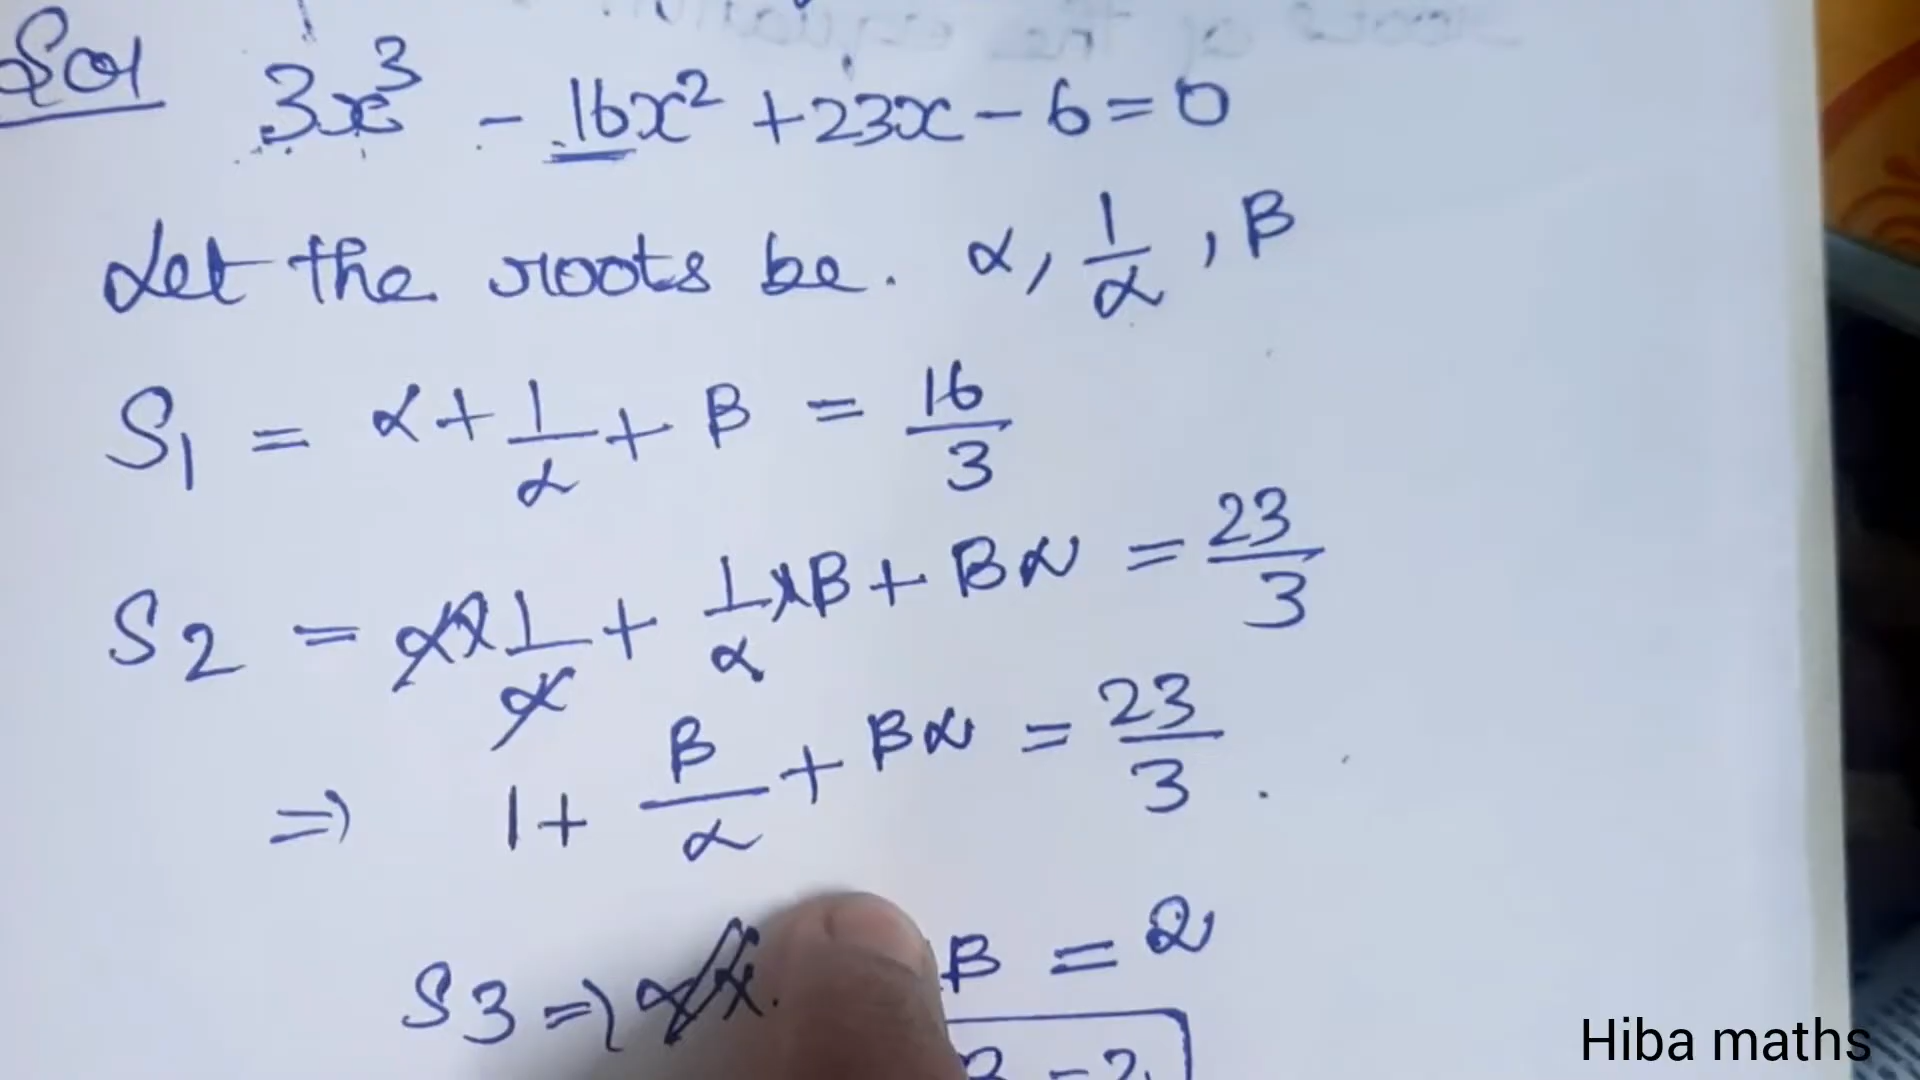 Sol 3x³ - 16x² + 23x - 6 = 0
Let the roots be. α, 1/α, β
S1 = α + 1/α + β = 16/3
S2 = α×1/α + 1/α×β + βα = 23/3
⇒ 1 + β/α + βα = 23/3.
S3 ⇒ β = 2
β = 2
Hiba maths